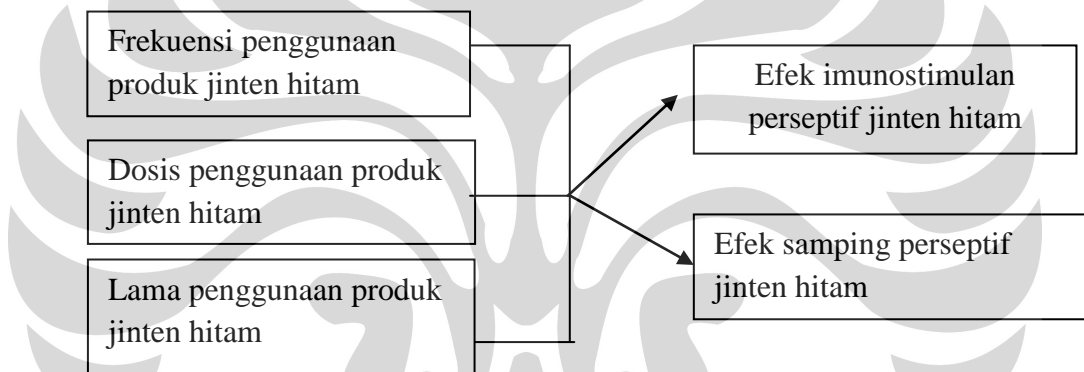 Frekuensi penggunaan
produk jinten hitam
Dosis penggunaan produk
jinten hitam
Lama penggunaan produk
jinten hitam
Efek imunostimulan
perseptif jinten hitam
Efek samping perseptif
jinten hitam